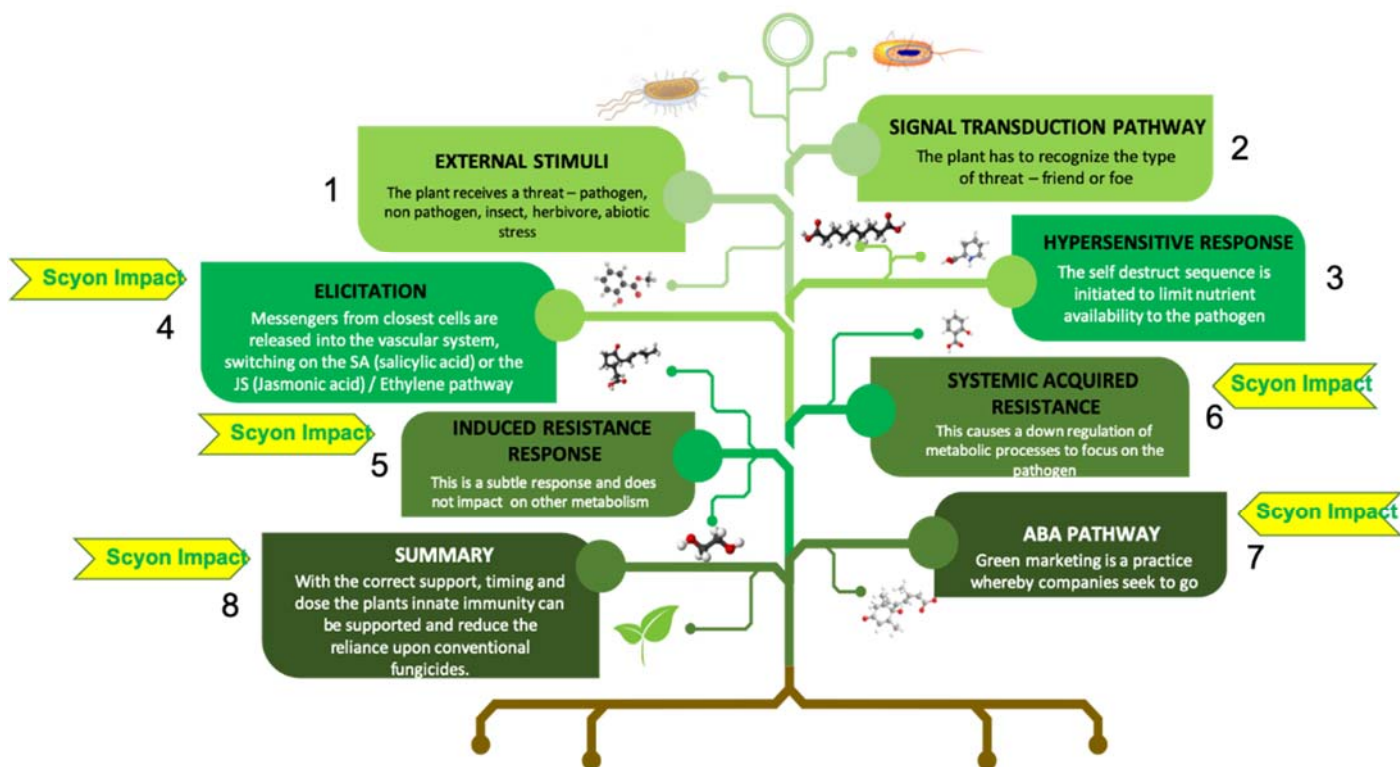 1
EXTERNAL STIMULI
The plant receives a threat – pathogen,
non pathogen, insect, herbivore, abiotic
stress
SIGNAL TRANSDUCTION PATHWAY
The plant has to recognize the type
of threat – friend or foe
2
HYPERSENSITIVE RESPONSE
The self destruct sequence is
initiated to limit nutrient
availability to the pathogen
3
Scyon Impact
4
ELICITATION
Messengers from closest cells are
released into the vascular system,
switching on the SA (salicylic acid) or the
JS (Jasmonic acid) / Ethylene pathway
Scyon Impact
5
INDUCED RESISTANCE
RESPONSE
This is a subtle response and does
not impact on other metabolism
SYSTEMIC ACQUIRED
RESISTANCE
This causes a down regulation of
metabolic processes to focus on the
pathogen
Scyon Impact
6
ABA PATHWAY
Green marketing is a practice
whereby companies seek to go
Scyon Impact
7
Scyon Impact
8
SUMMARY
With the correct support, timing and
dose the plants innate immunity can
be supported and reduce the
reliance upon conventional
fungicides.